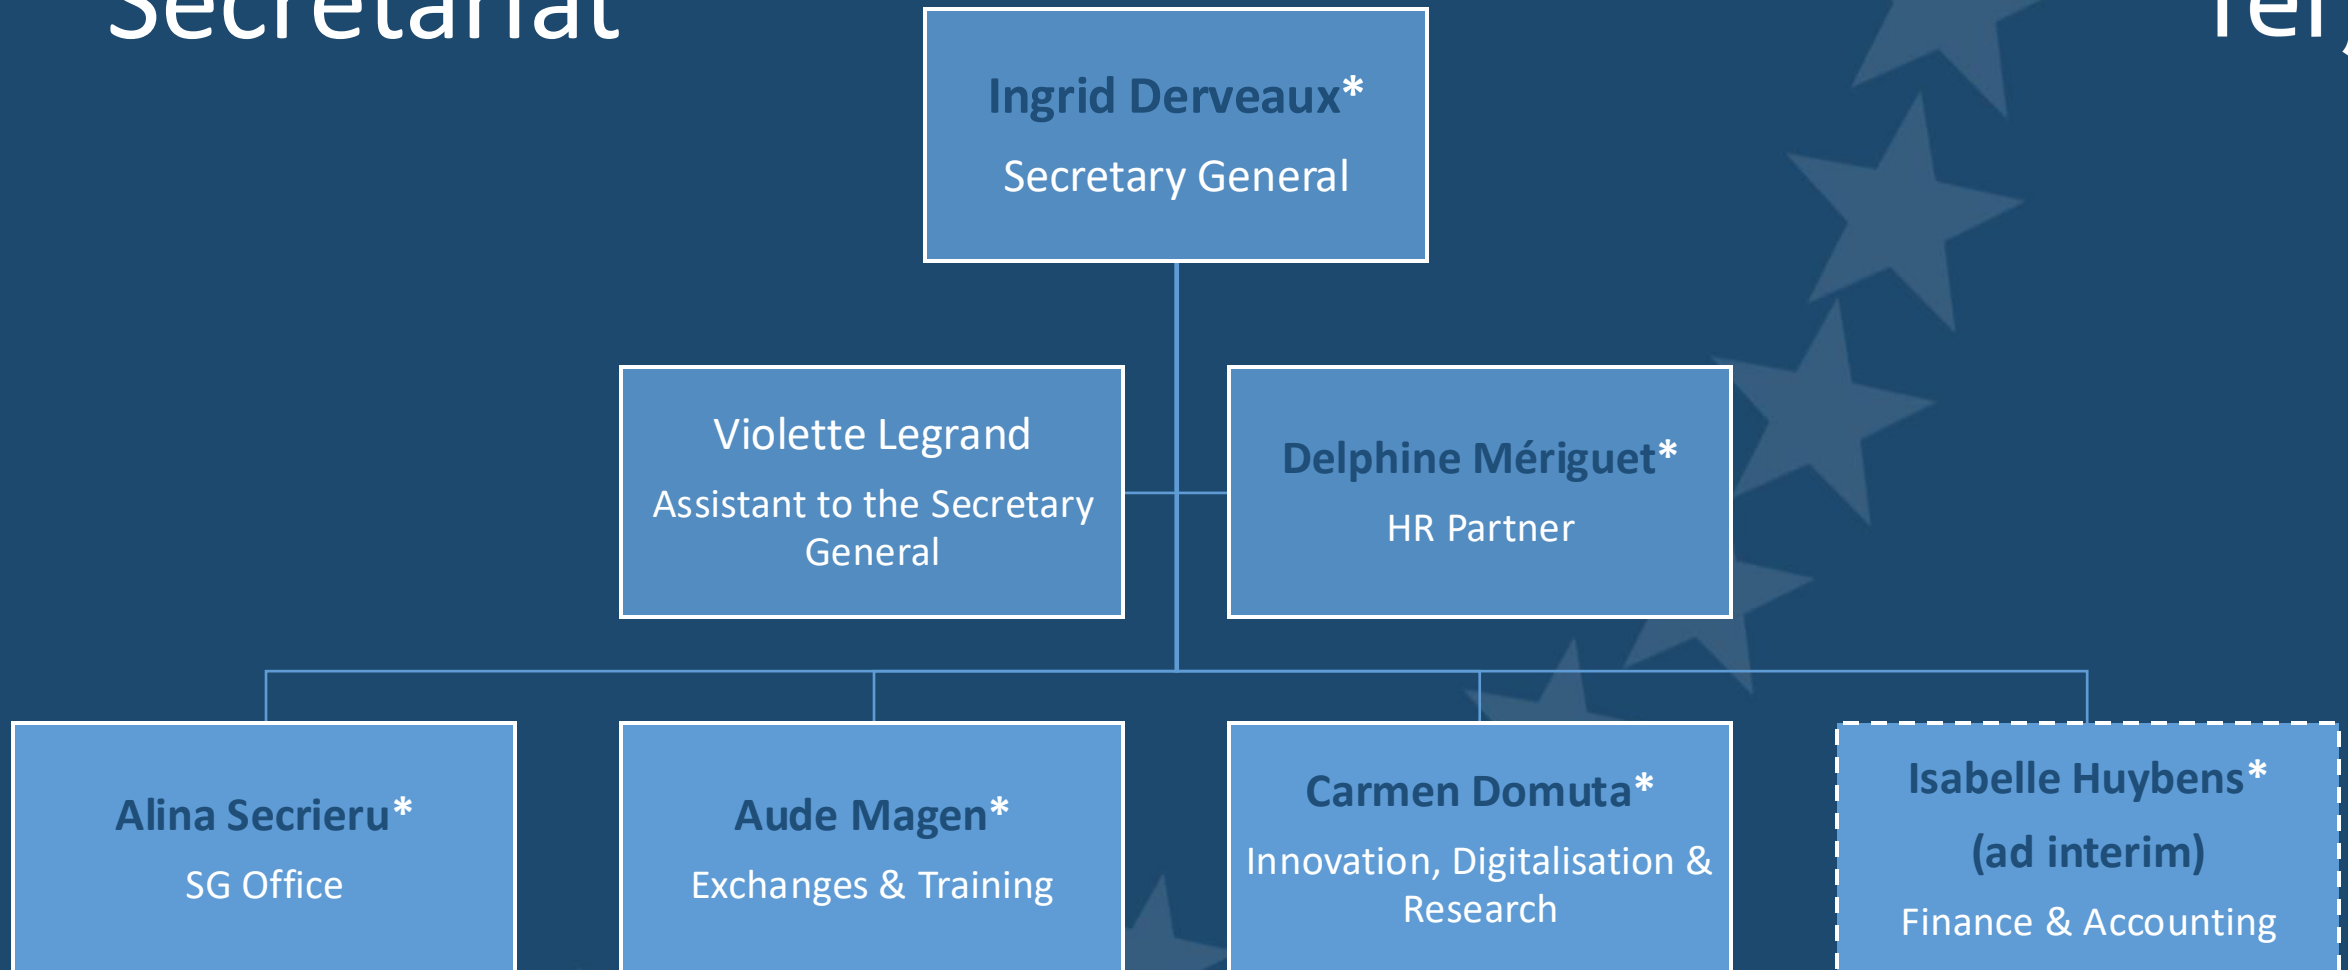 Secretariat
Ingrid Derveaux*
Secretary General
Violette Legrand
Assistant to the Secretary
General
Delphine Mériguet*
HR Partner
Alina Secrieru*
SG Office
Aude Magen*
Exchanges & Training
Carmen Domuta*
Innovation, Digitalisation &
Research
Isabelle Huybens*
(ad interim)
Finance & Accounting